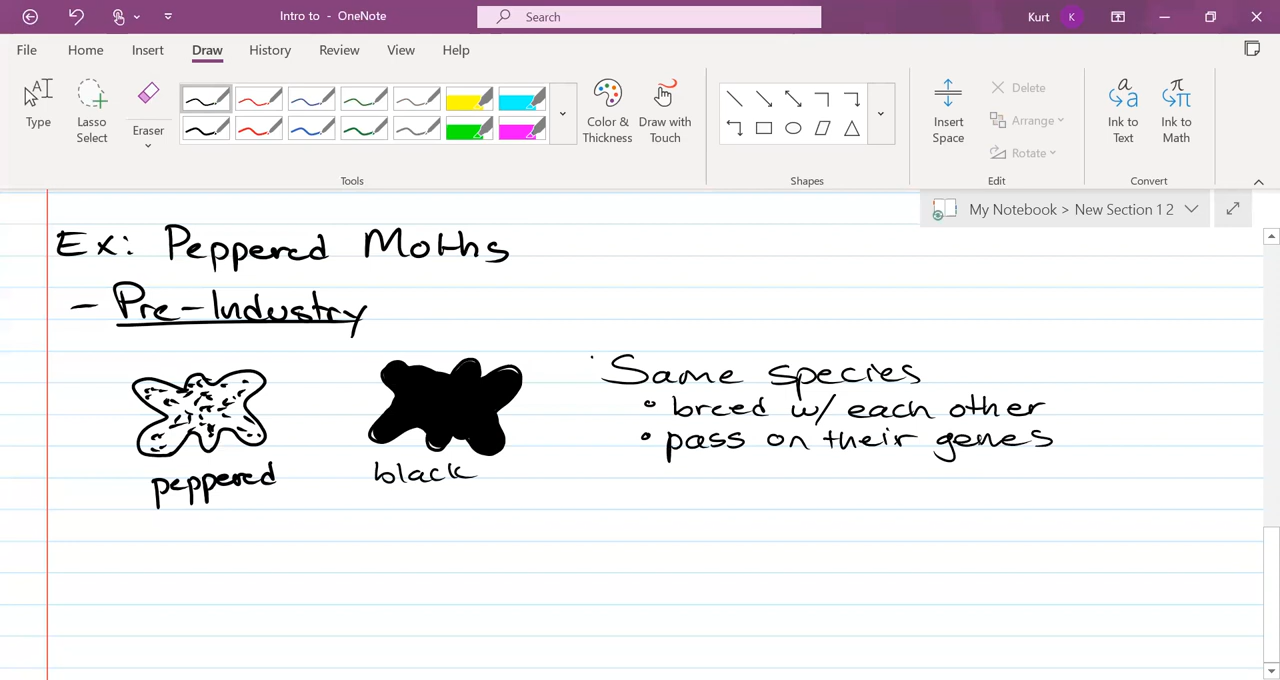 Intro to - OneNote
Search
Kurt
K
File Home Insert Draw History Review View Help
Type
Lasso Select
Eraser
Color & Thickness
Draw with Touch
Insert Space
Delete
Arrange
Rotate
Ink to Text
Ink to Math
Tools
Shapes
Edit
Convert
My Notebook > New Section 1 2
Ex: Peppered Moths
- Pre-Industry
Same species
• breed w/ each other
• pass on their genes
peppered
black